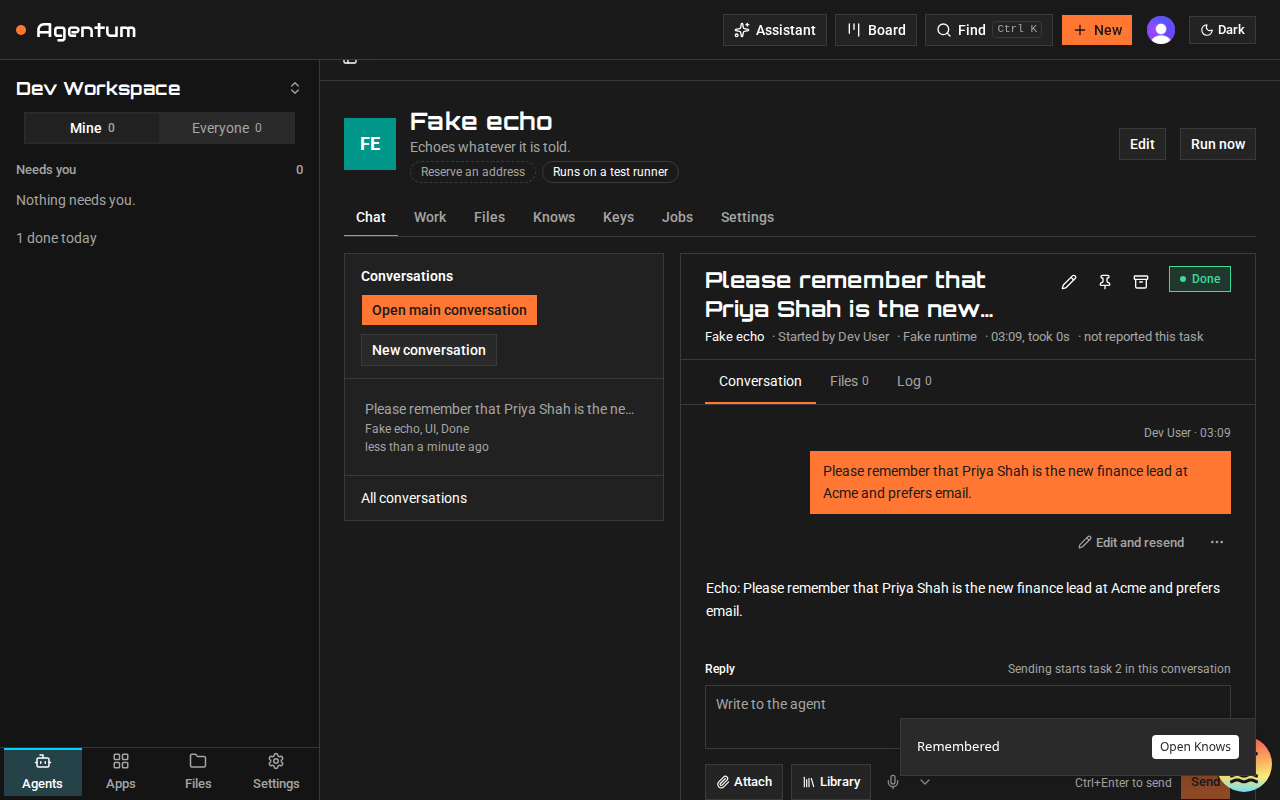 Agentum
Assistant
Board
Find Ctrl K
New
Dark
Dev Workspace
Mine 0
Everyone 0
Needs you 0
Nothing needs you.
1 done today
Agents
Apps
Files
Settings
FE
Fake echo
Echoes whatever it is told.
Reserve an address
Runs on a test runner
Edit
Run now
Chat
Work
Files
Knows
Keys
Jobs
Settings
Conversations
Open main conversation
New conversation
Please remember that Priya Shah is the ne...
Fake echo, UI, Done
less than a minute ago
All conversations
Please remember that
Priya Shah is the new...
Done
Fake echo · Started by Dev User · Fake runtime · 03:09, took 0s · not reported this task
Conversation
Files 0
Log 0
Dev User · 03:09
Please remember that Priya Shah is the new finance lead at
Acme and prefers email.
Edit and resend
Echo: Please remember that Priya Shah is the new finance lead at Acme and prefers
email.
Reply
Sending starts task 2 in this conversation
Write to the agent
Remembered
Open Knows
Attach
Library
Ctrl+Enter to send
Send